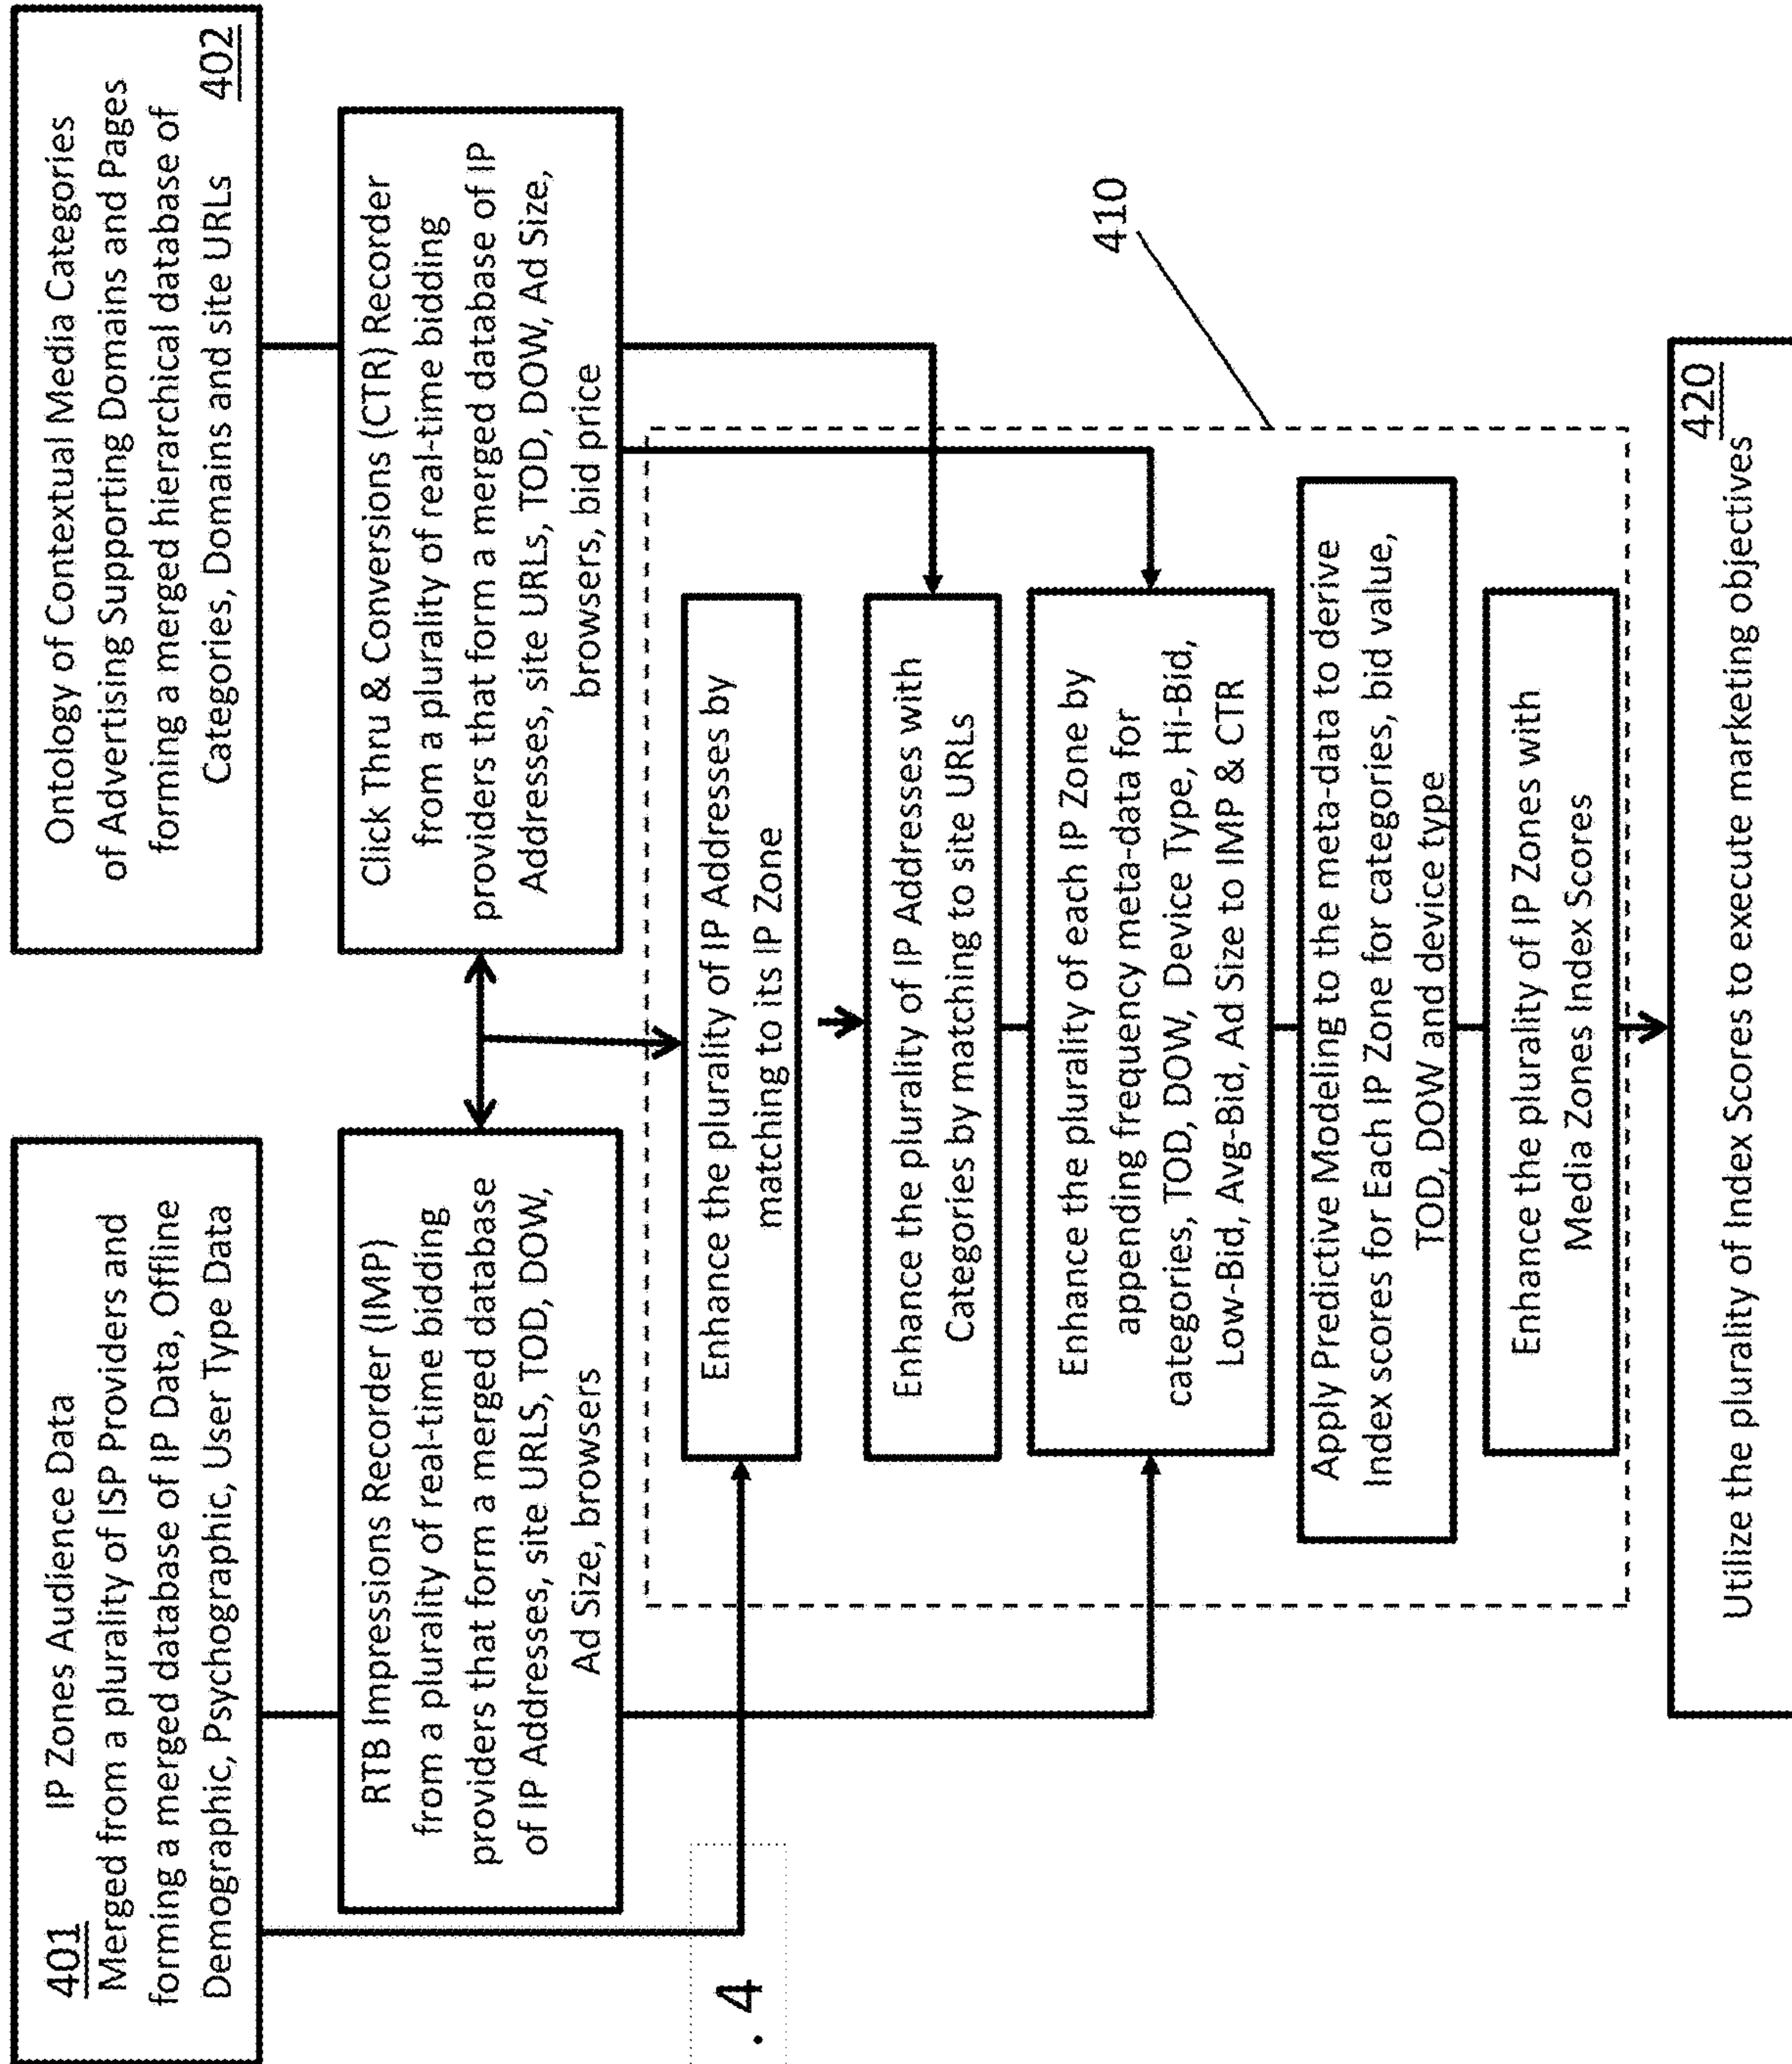 401 IP Zones Audience Data
Merged from a plurality of ISP Providers and
forming a merged database of IP Data, Offline
Demographic, Psychographic, User Type Data
Ontology of Contextual Media Categories
of Advertising Supporting Domains and Pages
forming a merged hierarchical database of
Categories, Domains and site URLs 402
RTB Impressions Recorder (IMP)
from a plurality of real-time bidding
providers that form a merged database
of IP Addresses, site URLS, TOD, DOW,
Ad Size, browsers
Click Thru & Conversions (CTR) Recorder
from a plurality of real-time bidding
providers that form a merged database of IP
Addresses, site URLs, TOD, DOW, Ad Size,
browsers, bid price
Enhance the plurality of IP Addresses by
matching to its IP Zone
Enhance the plurality of IP Addresses with
Categories by matching to site URLs
Enhance the plurality of each IP Zone by
appending frequency meta-data for
categories, TOD, DOW, Device Type, Hi-Bid,
Low-Bid, Avg-Bid, Ad Size to IMP & CTR
Apply Predictive Modeling to the meta-data to derive
Index scores for Each IP Zone for categories, bid value,
TOD, DOW and device type
Enhance the plurality of IP Zones with
Media Zones Index Scores
410
420
Utilize the plurality of Index Scores to execute marketing objectives
. 4